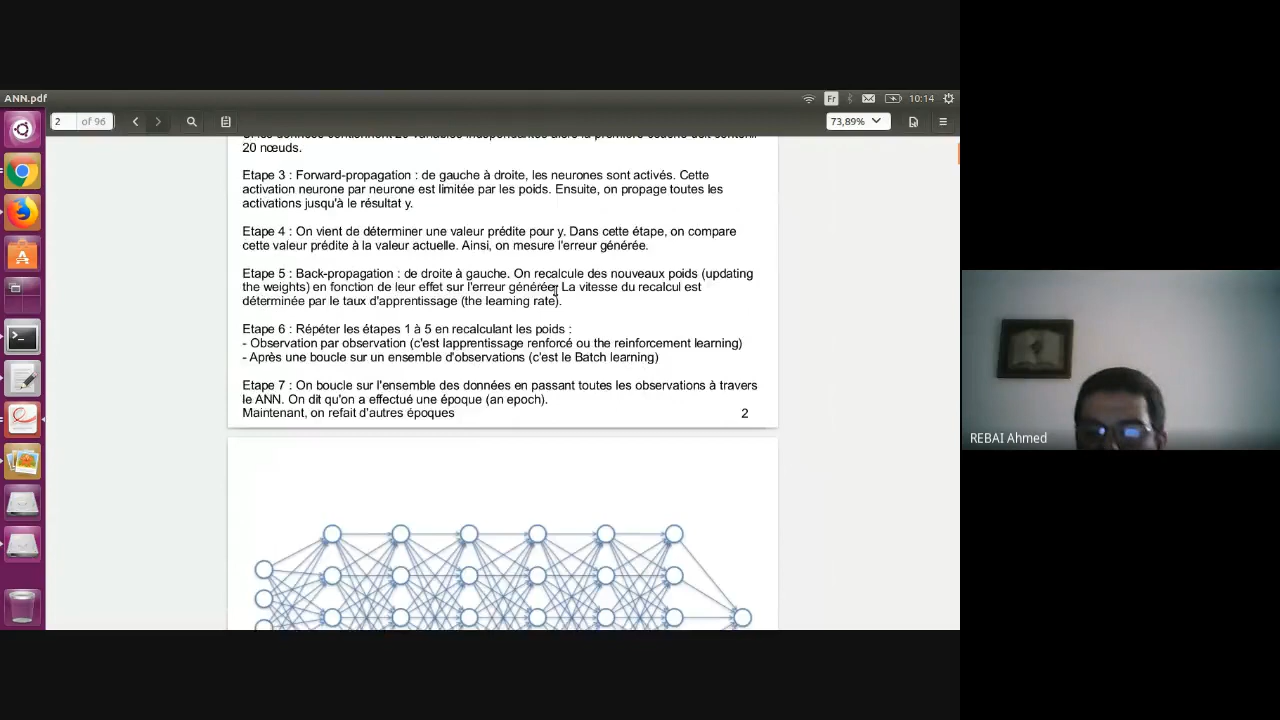 ANN.pdf
Fr
10:14
2 of 96
73,89%
20 nœuds.
Etape 3 : Forward-propagation : de gauche à droite, les neurones sont activés. Cette
activation neurone par neurone est limitée par les poids. Ensuite, on propage toutes les
activations jusqu'à le résultat y.
Etape 4 : On vient de déterminer une valeur prédite pour y. Dans cette étape, on compare
cette valeur prédite à la valeur actuelle. Ainsi, on mesure l'erreur générée.
Etape 5 : Back-propagation : de droite à gauche. On recalcule des nouveaux poids (updating
the weights) en fonction de leur effet sur l'erreur générée. La vitesse du recalcul est
déterminée par le taux d'apprentissage (the learning rate).
Etape 6 : Répéter les étapes 1 à 5 en recalculant les poids :
- Observation par observation (c'est lapprentissage renforcé ou the reinforcement learning)
- Après une boucle sur un ensemble d'observations (c'est le Batch learning)
Etape 7 : On boucle sur l'ensemble des données en passant toutes les observations à travers
le ANN. On dit qu'on a effectué une époque (an epoch).
Maintenant, on refait d'autres époques
2
REBAI Ahmed